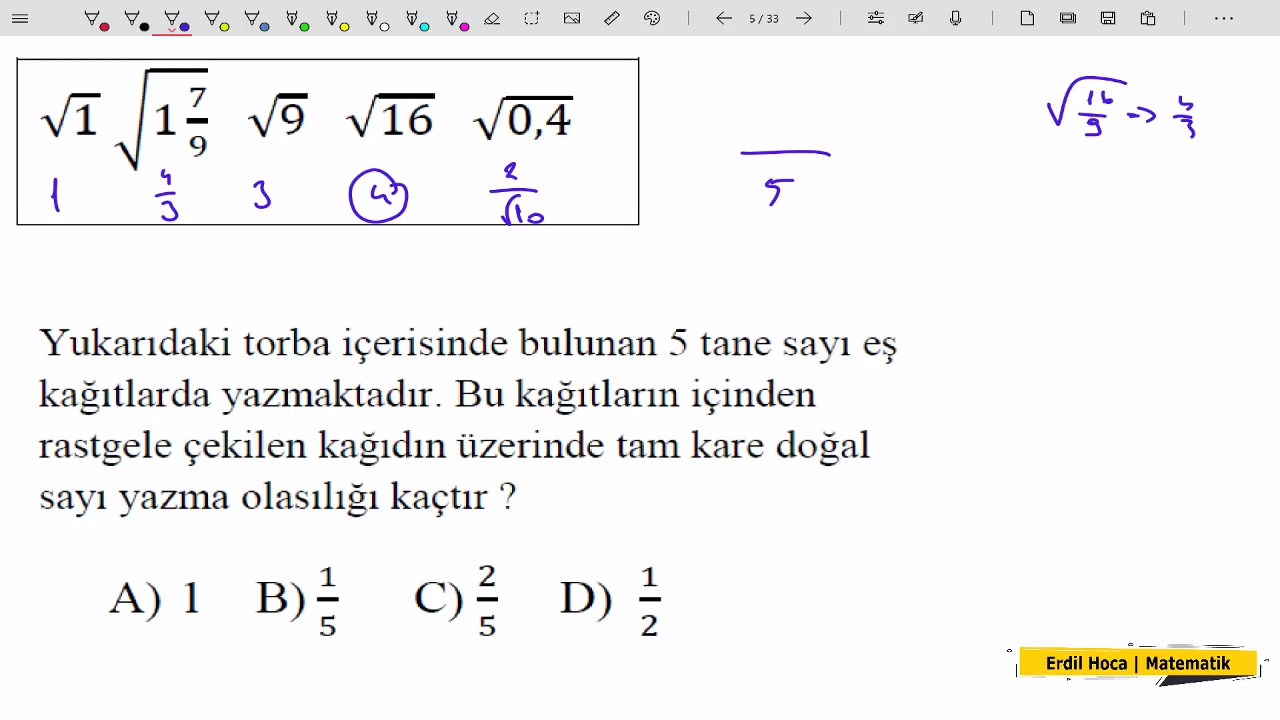 5 / 33
√1 √(1 7/9) √9 √16 √0,4
1 4/3 3 4 2/√10
5
√(16/9) → 4/3
Yukarıdaki torba içerisinde bulunan 5 tane sayı eş
kağıtlarda yazmaktadır. Bu kağıtların içinden
rastgele çekilen kağıdın üzerinde tam kare doğal
sayı yazma olasılığı kaçtır ?
A) 1 B) 1/5 C) 2/5 D) 1/2
Erdil Hoca | Matematik